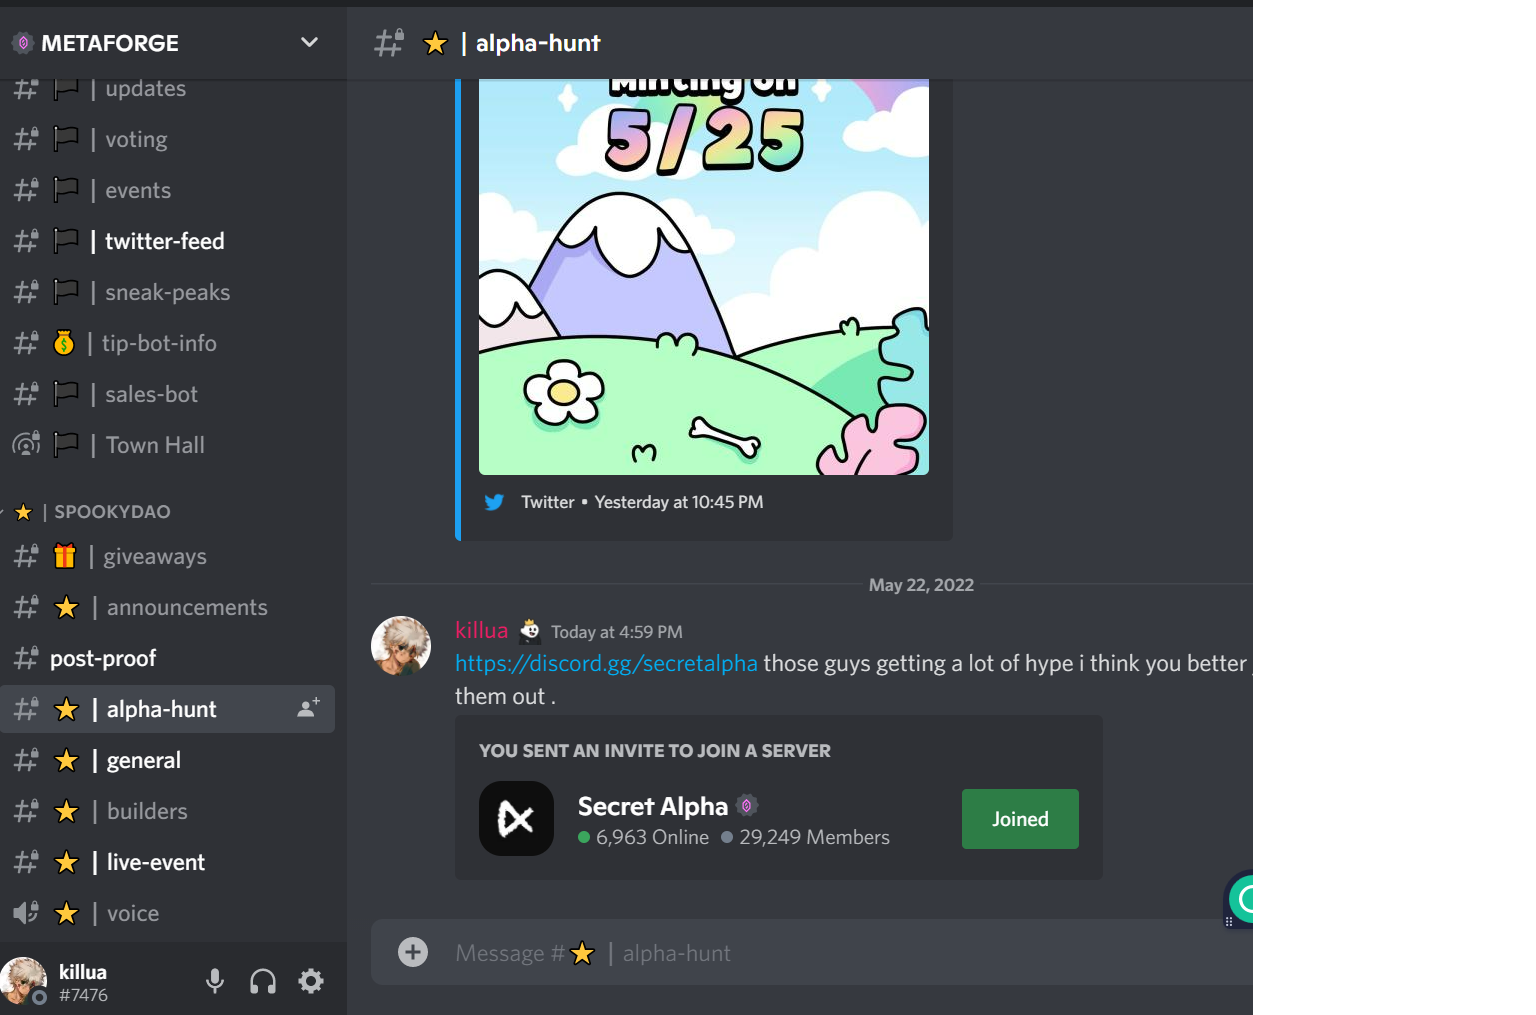 METAFORGE
| updates
| voting
| events
| twitter-feed
| sneak-peaks
| tip-bot-info
| sales-bot
| Town Hall
| SPOOKYDAO
| giveaways
| announcements
post-proof
| alpha-hunt
| general
| builders
| live-event
| voice
killua
#7476
| alpha-hunt
Minting on
5/25
Twitter • Yesterday at 10:45 PM
May 22, 2022
killua Today at 4:59 PM
https://discord.gg/secretalpha those guys getting a lot of hype i think you better
them out .
YOU SENT AN INVITE TO JOIN A SERVER
Secret Alpha
6,963 Online 29,249 Members
Joined
Message #⭐ | alpha-hunt